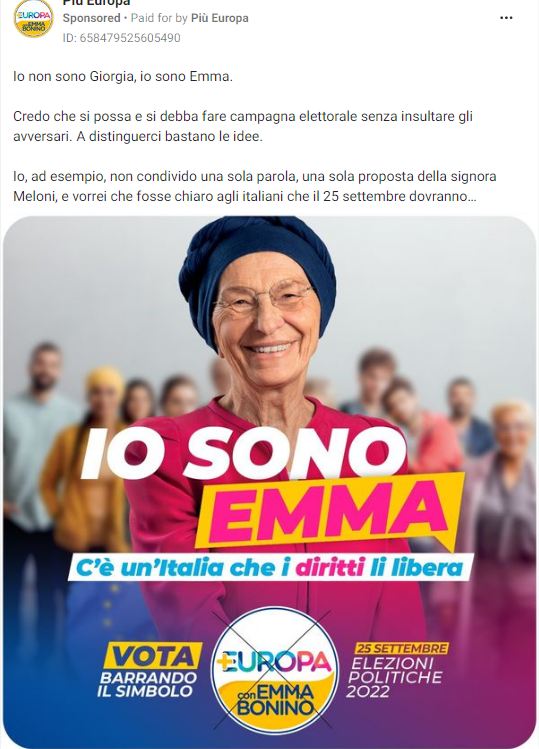 Più Europa
EUROPA
CON EMMA
BONINO
Sponsored • Paid for by Più Europa
ID: 658479525605490
Io non sono Giorgia, io sono Emma.
Credo che si possa e si debba fare campagna elettorale senza insultare gli
avversari. A distinguerci bastano le idee.
Io, ad esempio, non condivido una sola parola, una sola proposta della signora
Meloni, e vorrei che fosse chiaro agli italiani che il 25 settembre dovranno...
IO SONO
EMMA
C'è un'Italia che i diritti li libera
VOTA
BARRANDO
IL SIMBOLO
+EUROPA
con EMMA
BONINO
25 SETTEMBRE
ELEZIONI
POLITICHE
2022